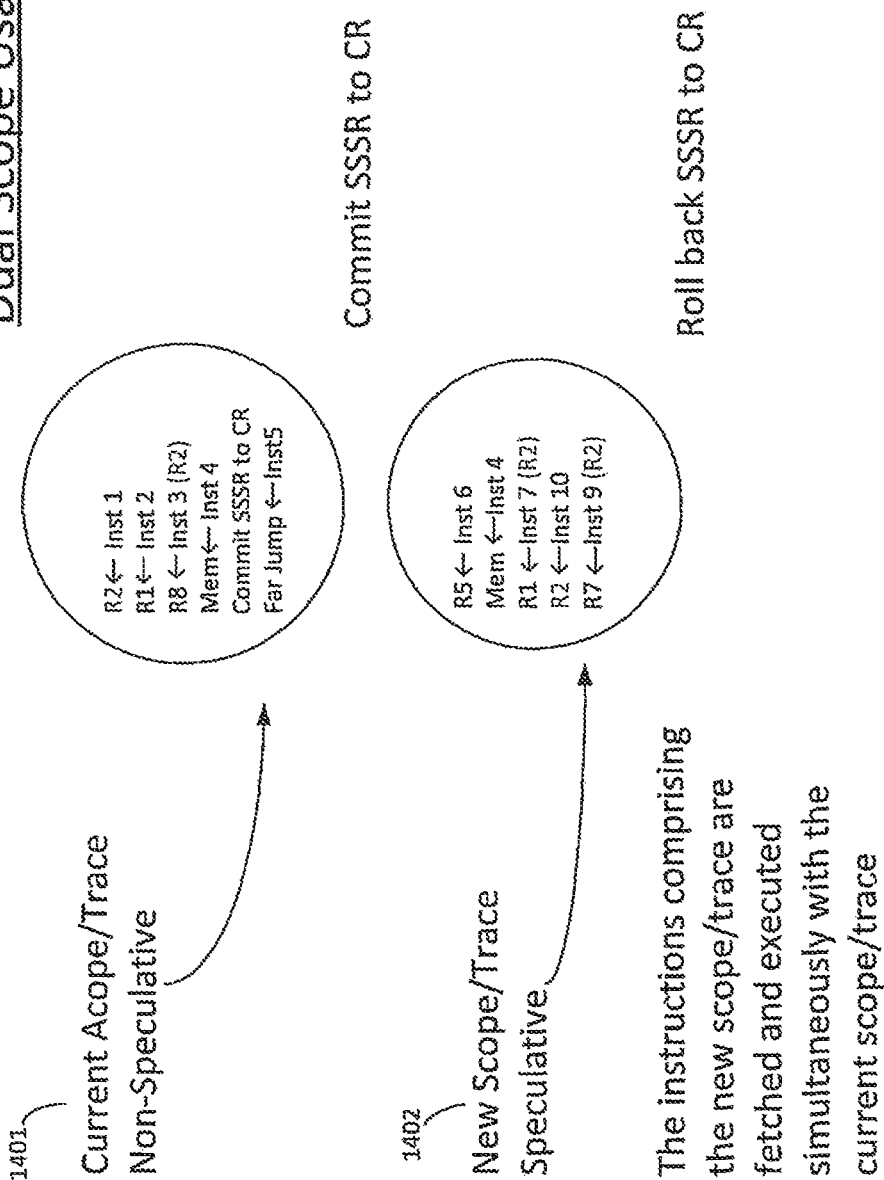 Dual Scope Usa
1401
Current Acope/Trace
Non-Speculative
R2← Inst 1
R1← Inst 2
R8 ←Inst 3 (R2)
Mem← Inst 4
Commit SSSR to CR
Far Jump ←Inst5
Commit SSSR to CR
1402
New Scope/Trace
Speculative
R5← Inst 6
Mem ←Inst 4
R1 ←Inst 7 (R2)
R2 ←Inst 10
R7 ←Inst 9 (R2)
Roll back SSSR to CR
The instructions comprising
the new scope/trace are
fetched and executed
simultaneously with the
current scope/trace